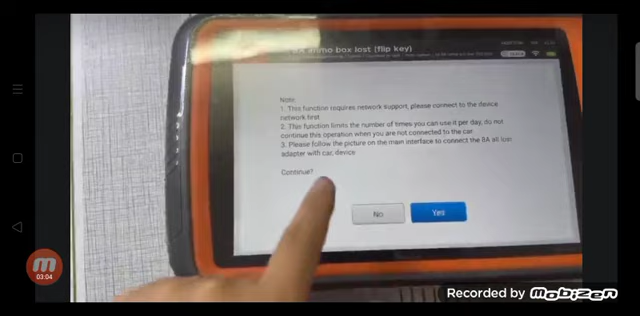 8A immo box lost (flip key)
Note:
1. This function requires network support, please connect to the device
network first
2. This function limits the number of times you can use it per day, do not
continue this operation when you are not connected to the car.
3. Please follow the picture on the main interface to connect the 8A all lost
adapter with car, device
Continue?
No
Yes
03:04
Recorded by mobizen